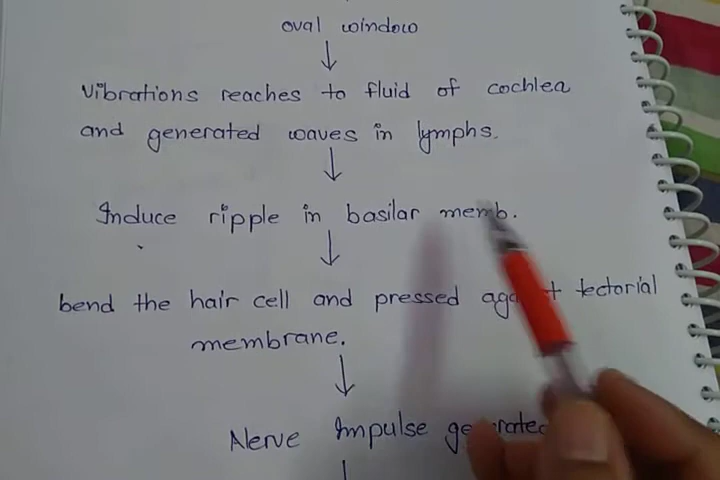 oval window
Vibrations reaches to fluid of cochlea
and generated waves in lymphs.
Induce ripple in basilar memb.
bend the hair cell and pressed tectorial
membrane.
Nerve Impulse